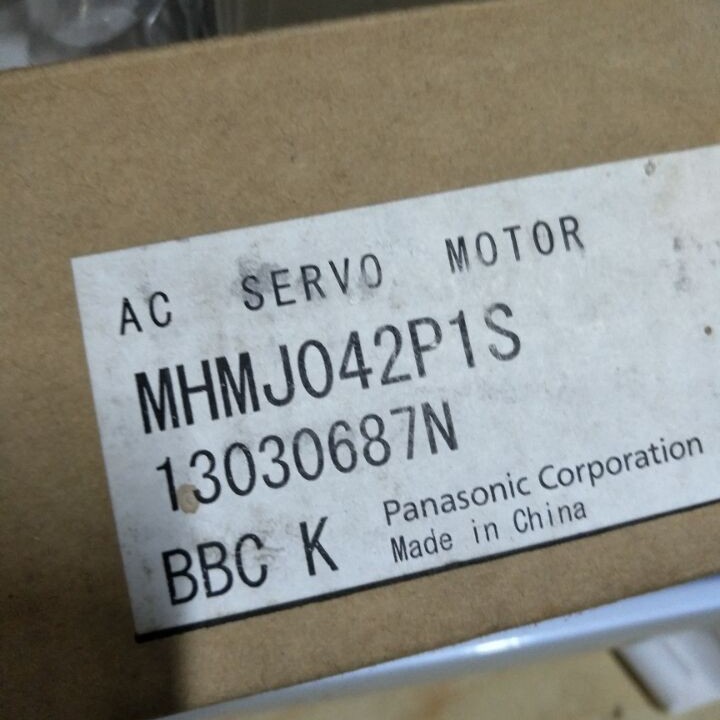 AC SERVO MOTOR
MHMJ042P1S
13030687N
BBC K
Panasonic Corporation
Made in China